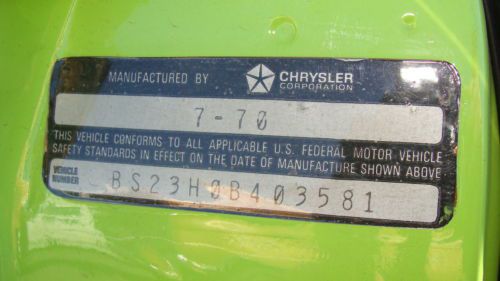 MANUFACTURED BY CHRYSLER CORPORATION
7-70
THIS VEHICLE CONFORMS TO ALL APPLICABLE U.S. FEDERAL MOTOR VEHICLE
SAFETY STANDARDS IN EFFECT ON THE DATE OF MANUFACTURE SHOWN ABOVE
VEHICLE NUMBER BS23H0B403581